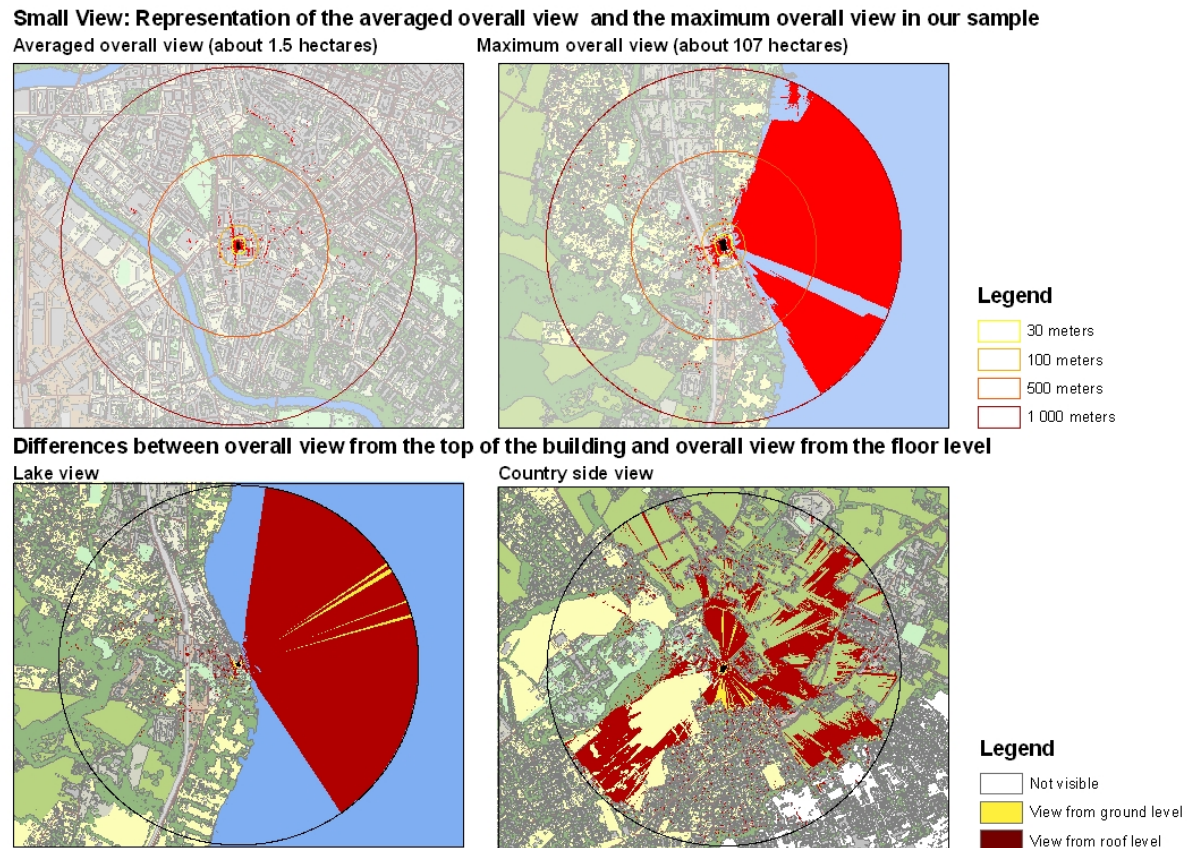 Small View: Representation of the averaged overall view and the maximum overall view in our sample
Averaged overall view (about 1.5 hectares)
Maximum overall view (about 107 hectares)
Legend
30 meters
100 meters
500 meters
1 000 meters
Differences between overall view from the top of the building and overall view from the floor level
Lake view
Country side view
Legend
Not visible
View from ground level
View from roof level